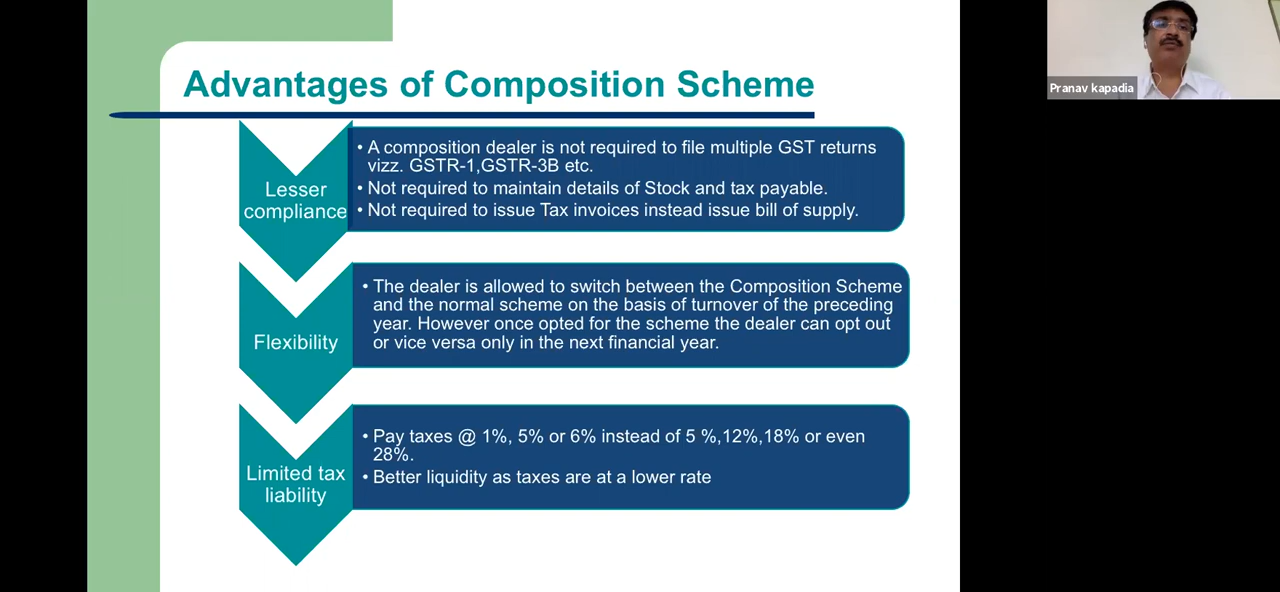 Advantages of Composition Scheme
Lesser
compliance
• A composition dealer is not required to file multiple GST returns
vizz. GSTR-1,GSTR-3B etc.
• Not required to maintain details of Stock and tax payable.
• Not required to issue Tax invoices instead issue bill of supply.
Flexibility
• The dealer is allowed to switch between the Composition Scheme
and the normal scheme on the basis of turnover of the preceding
year. However once opted for the scheme the dealer can opt out
or vice versa only in the next financial year.
Limited tax
liability
• Pay taxes @ 1%, 5% or 6% instead of 5 %,12%,18% or even
28%.
• Better liquidity as taxes are at a lower rate
Pranav kapadia